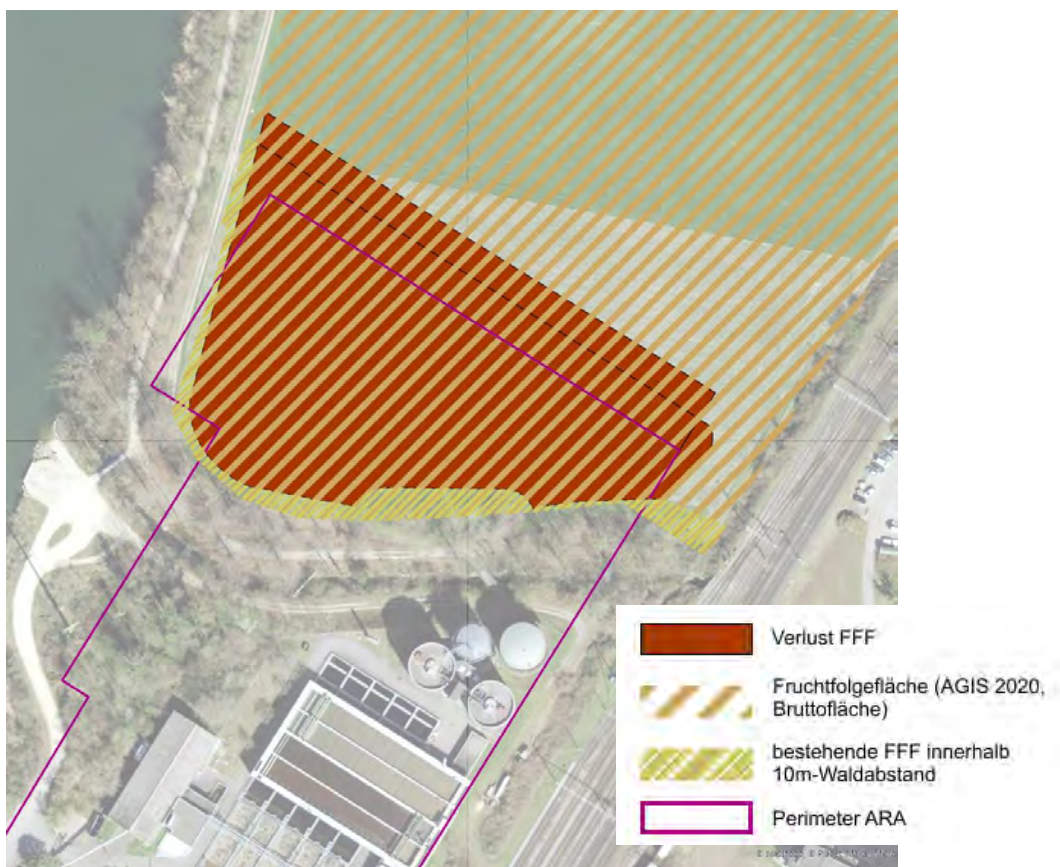 Verlust FFF
Fruchtfolgefläche (AGIS 2020,
Bruttofläche)
bestehende FFF innerhalb
10m-Waldabstand
Perimeter ARA